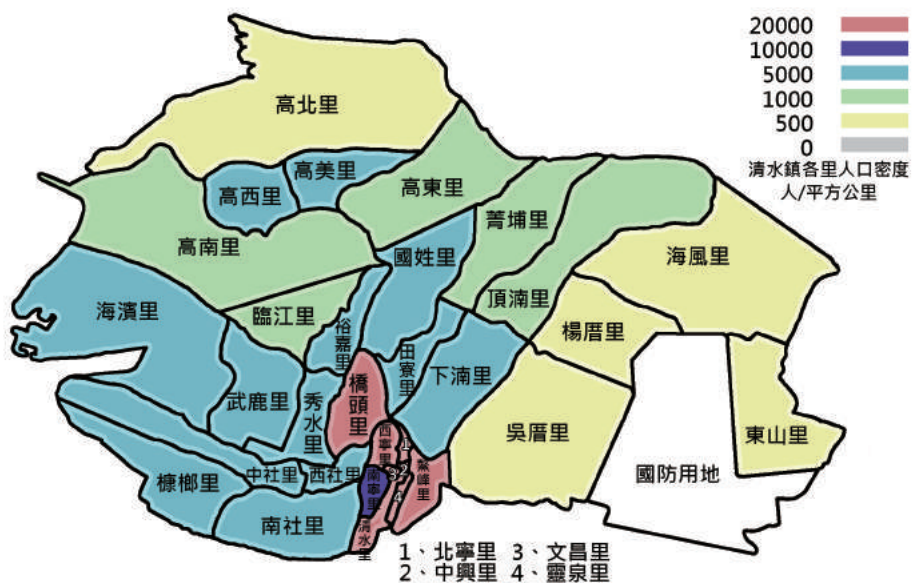 20000
10000
5000
1000
500
0
清水鎮各里人口密度
人/平方公里
高北里
高美里
高西里
高東里
菁埔里
高南里
國姓里
海風里
頂湳里
海濱里
臨江里
裕嘉里
楊厝里
田寮里
下湳里
橋頭里
武鹿里
秀水里
吳厝里
東山里
西寧里
1
鰲峰里
國防用地
中社里
西社里
2
3
槺榔里
南寧里
4
南社里
清水里
1、北寧里 3、文昌里
2、中興里 4、靈泉里